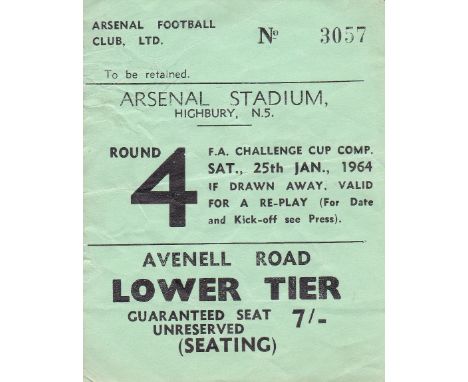 ARSENAL FOOTBALL
CLUB, LTD.
Nº 3057
To be retained.
ARSENAL STADIUM,
HIGHBURY, N.5.
ROUND
4
F.A. CHALLENGE CUP COMP.
SAT., 25th JAN., 1964
IF DRAWN AWAY, VALID
FOR A RE-PLAY (For Date
and Kick-off see Press).
AVENELL ROAD
LOWER TIER
GUARANTEED SEAT 7/-
UNRESERVED
(SEATING)